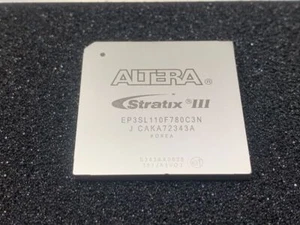 ALTERA®
Stratix® III
EP3SL110F780C3N
J CAKA72343A